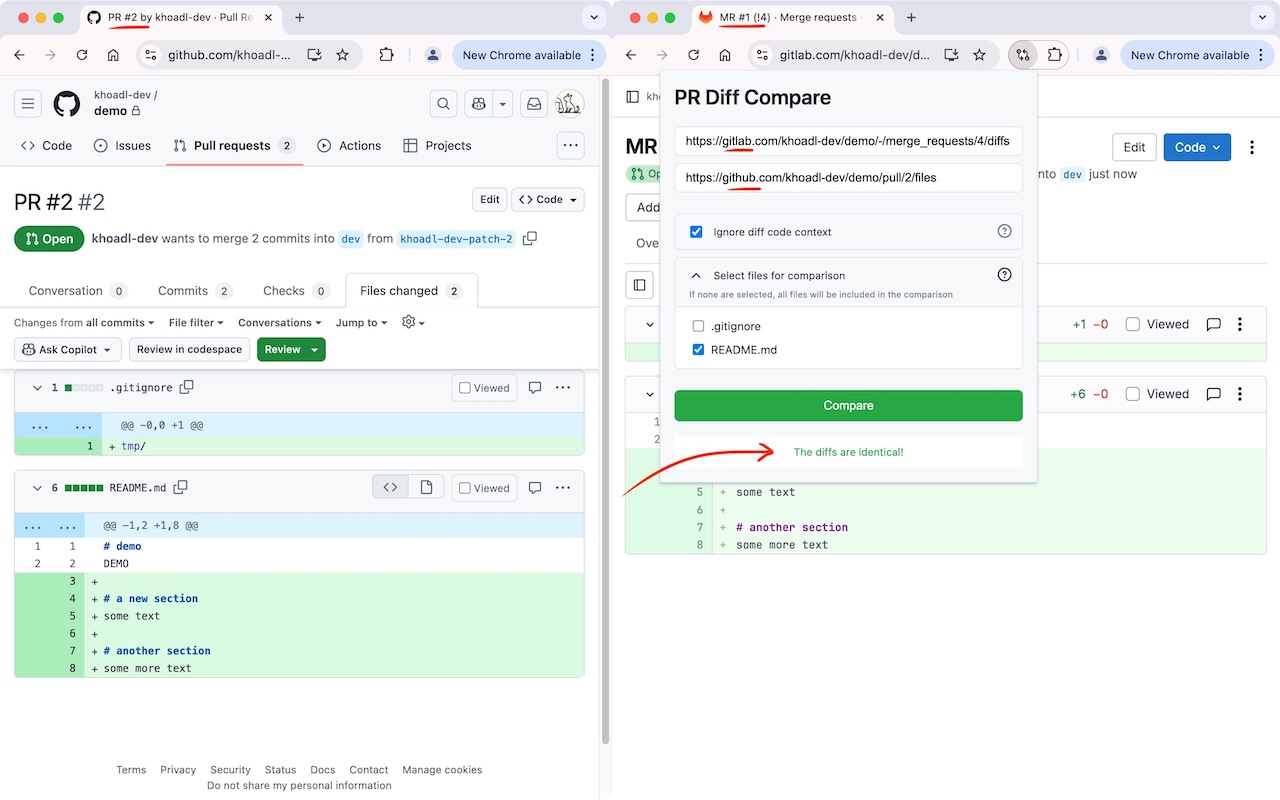 PR #2 by khoadl-dev · Pull Re
github.com/khoadl-...
New Chrome available
khoadl-dev /
demo
Code
Issues
Pull requests 2
Actions
Projects
PR #2 #2
Edit
Code
Open
khoadl-dev wants to merge 2 commits into dev from khoadl-dev-patch-2
Conversation 0
Commits 2
Checks 0
Files changed 2
Changes from all commits
File filter
Conversations
Jump to
Ask Copilot
Review in codespace
Review
1 .gitignore
Viewed
... ... @@ -0,0 +1 @@
1 + tmp/
6 README.md
Viewed
... ... @@ -1,2 +1,8 @@
1 1 # demo
2 2 DEMO
3 +
4 + # a new section
5 + some text
6 +
7 + # another section
8 + some more text
Terms Privacy Security Status Docs Contact Manage cookies
Do not share my personal information
MR #1 (!4) · Merge requests ·
gitlab.com/khoadl-dev/d...
New Chrome available
kh
MR
Edit
Code
Op
nto dev just now
Add
Ove
+1 −0 Viewed
+6 −0 Viewed
1
2
5 + some text
6 +
7 + # another section
8 + some more text
PR Diff Compare
https://gitlab.com/khoadl-dev/demo/-/merge_requests/4/diffs
https://github.com/khoadl-dev/demo/pull/2/files
Ignore diff code context
Select files for comparison
If none are selected, all files will be included in the comparison
.gitignore
README.md
Compare
The diffs are identical!